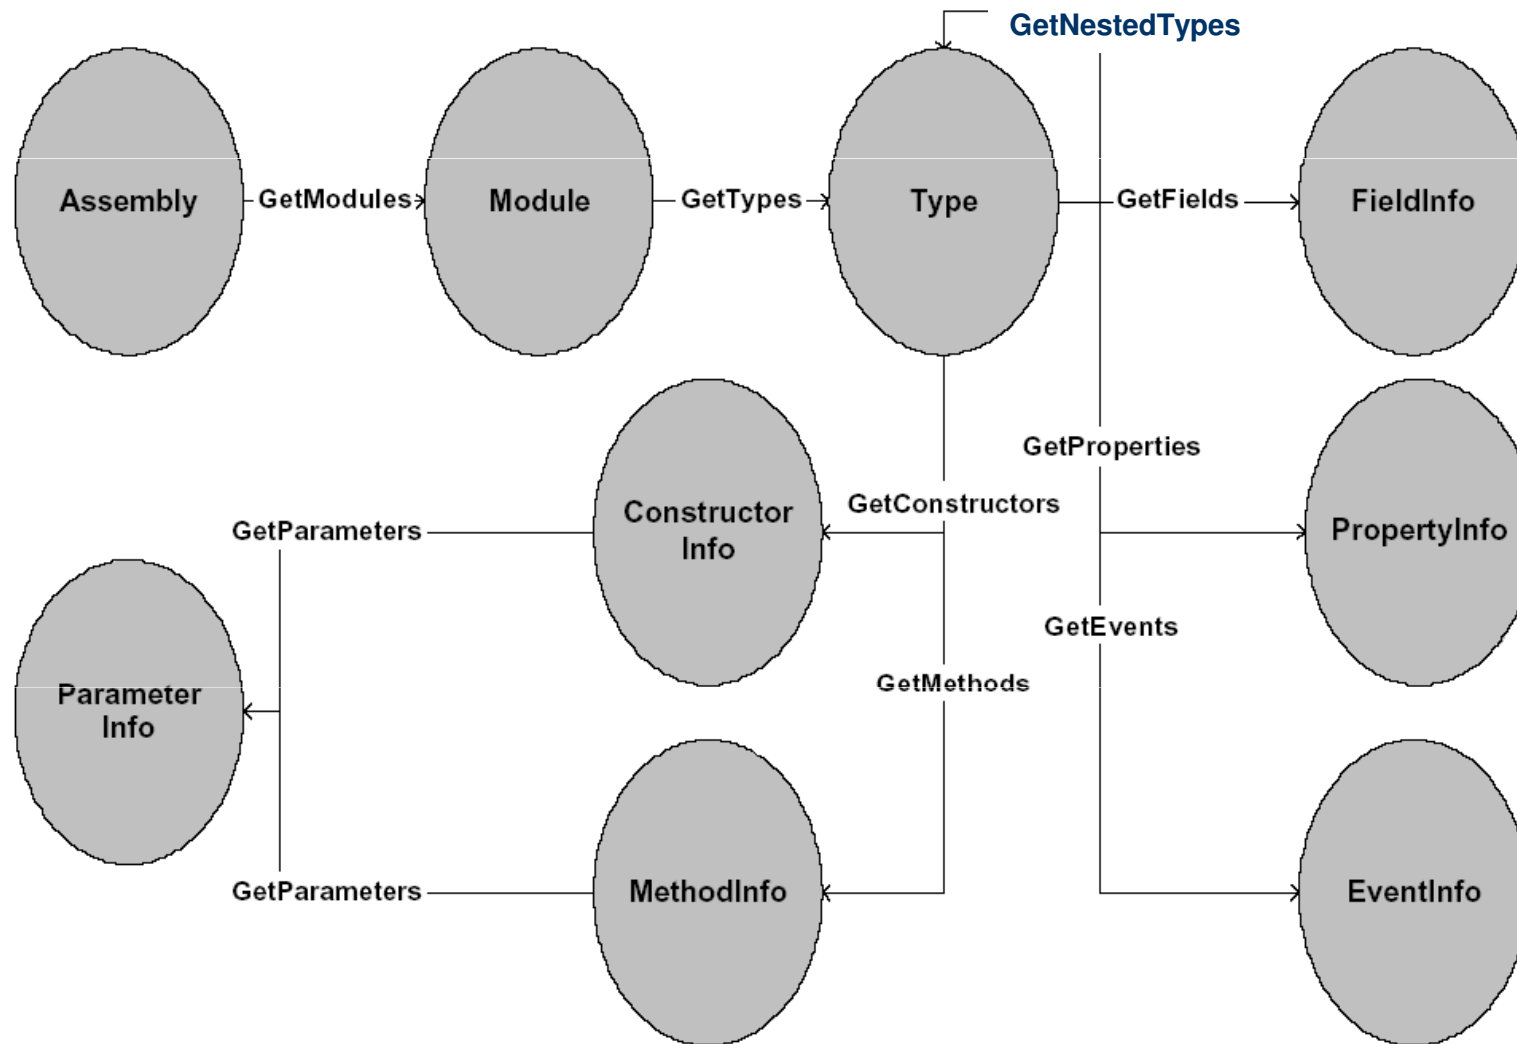 GetNestedTypes
Assembly
GetModules
Module
GetTypes
Type
GetFields
FieldInfo
GetProperties
GetConstructors
Constructor
Info
GetParameters
PropertyInfo
GetEvents
GetMethods
Parameter
Info
GetParameters
MethodInfo
EventInfo